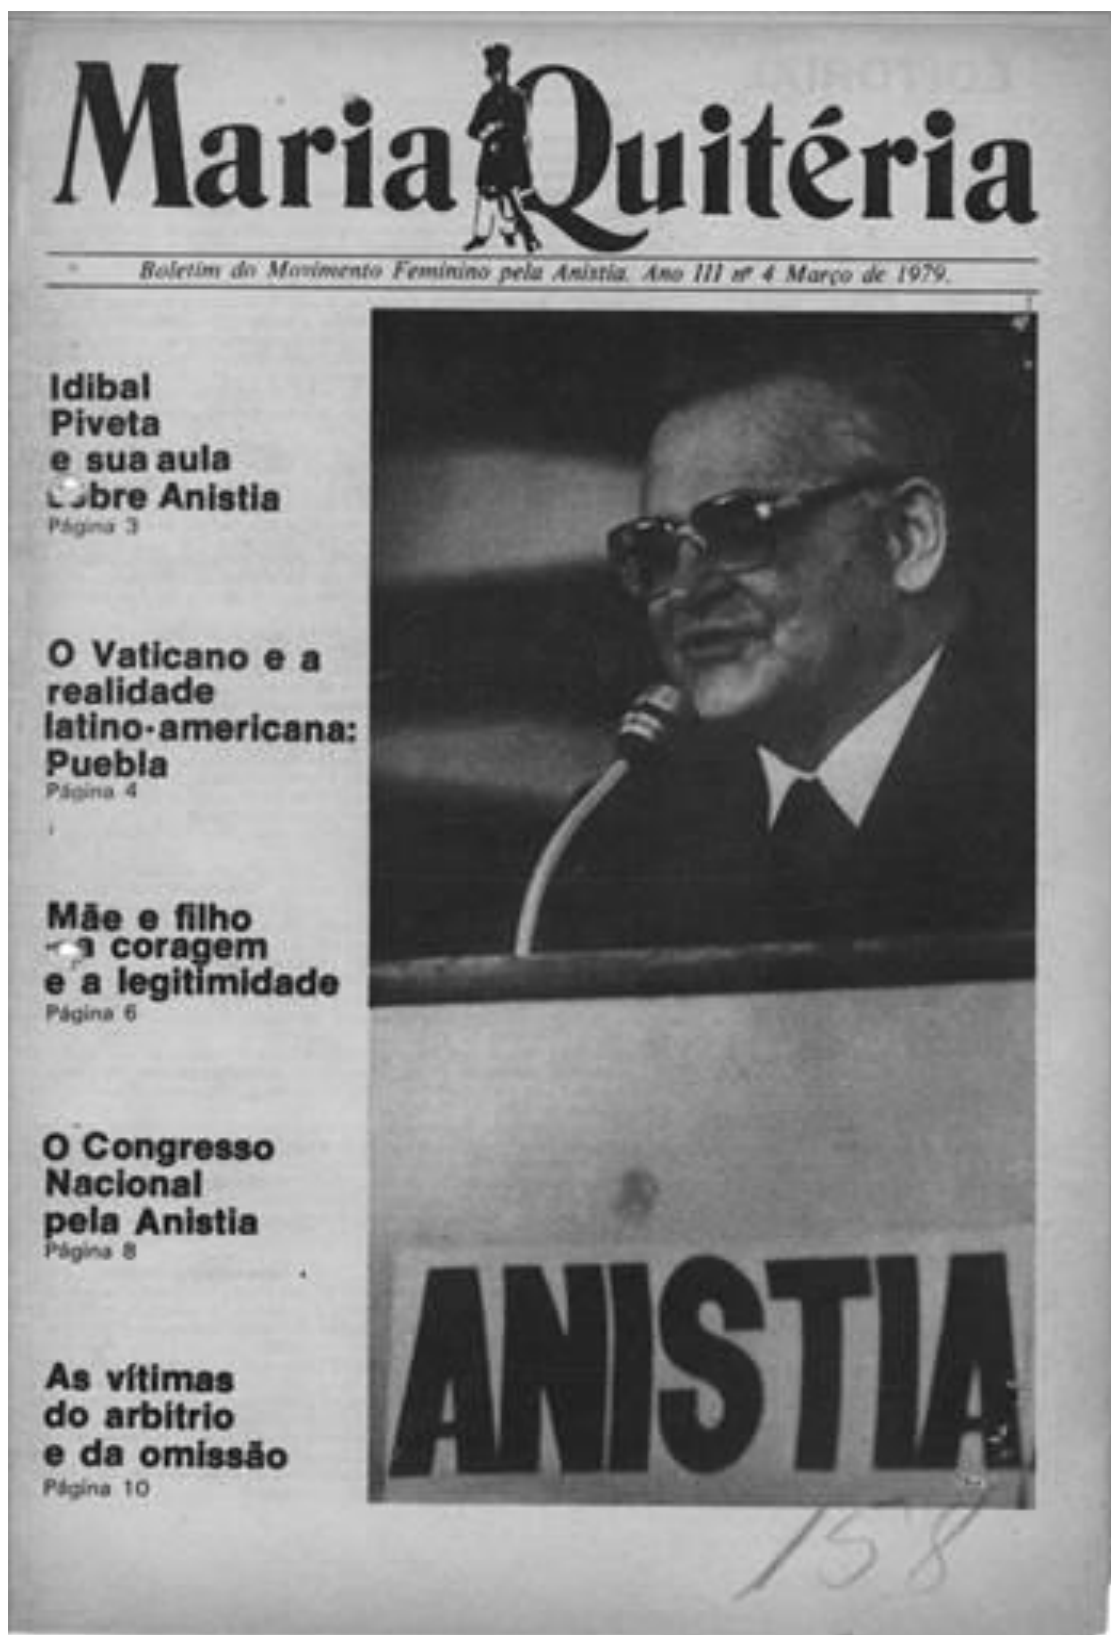 Maria Quitéria
Boletim do Movimento Feminino pela Anistia. Ano III nº 4 Março de 1979.
Idibal
Piveta
e sua aula
sobre Anistia
Página 3
O Vaticano e a
realidade
latino-americana:
Puebla
Página 4
Mãe e filho
- a coragem
e a legitimidade
Página 6
O Congresso
Nacional
pela Anistia
Página 8
As vítimas
do arbitrio
e da omissão
Página 10
ANISTIA
158